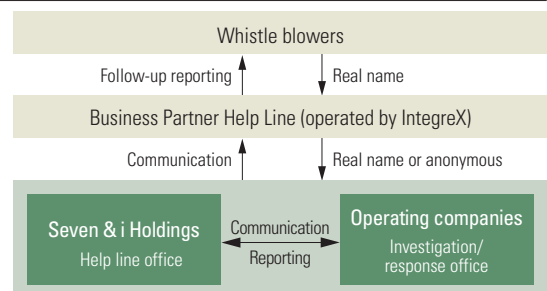 Whistle blowers
Follow-up reporting
Real name
Business Partner Help Line (operated by IntegreX)
Communication
Real name or anonymous
Seven & i Holdings
Help line office
Communication
Reporting
Operating companies
Investigation/
response office